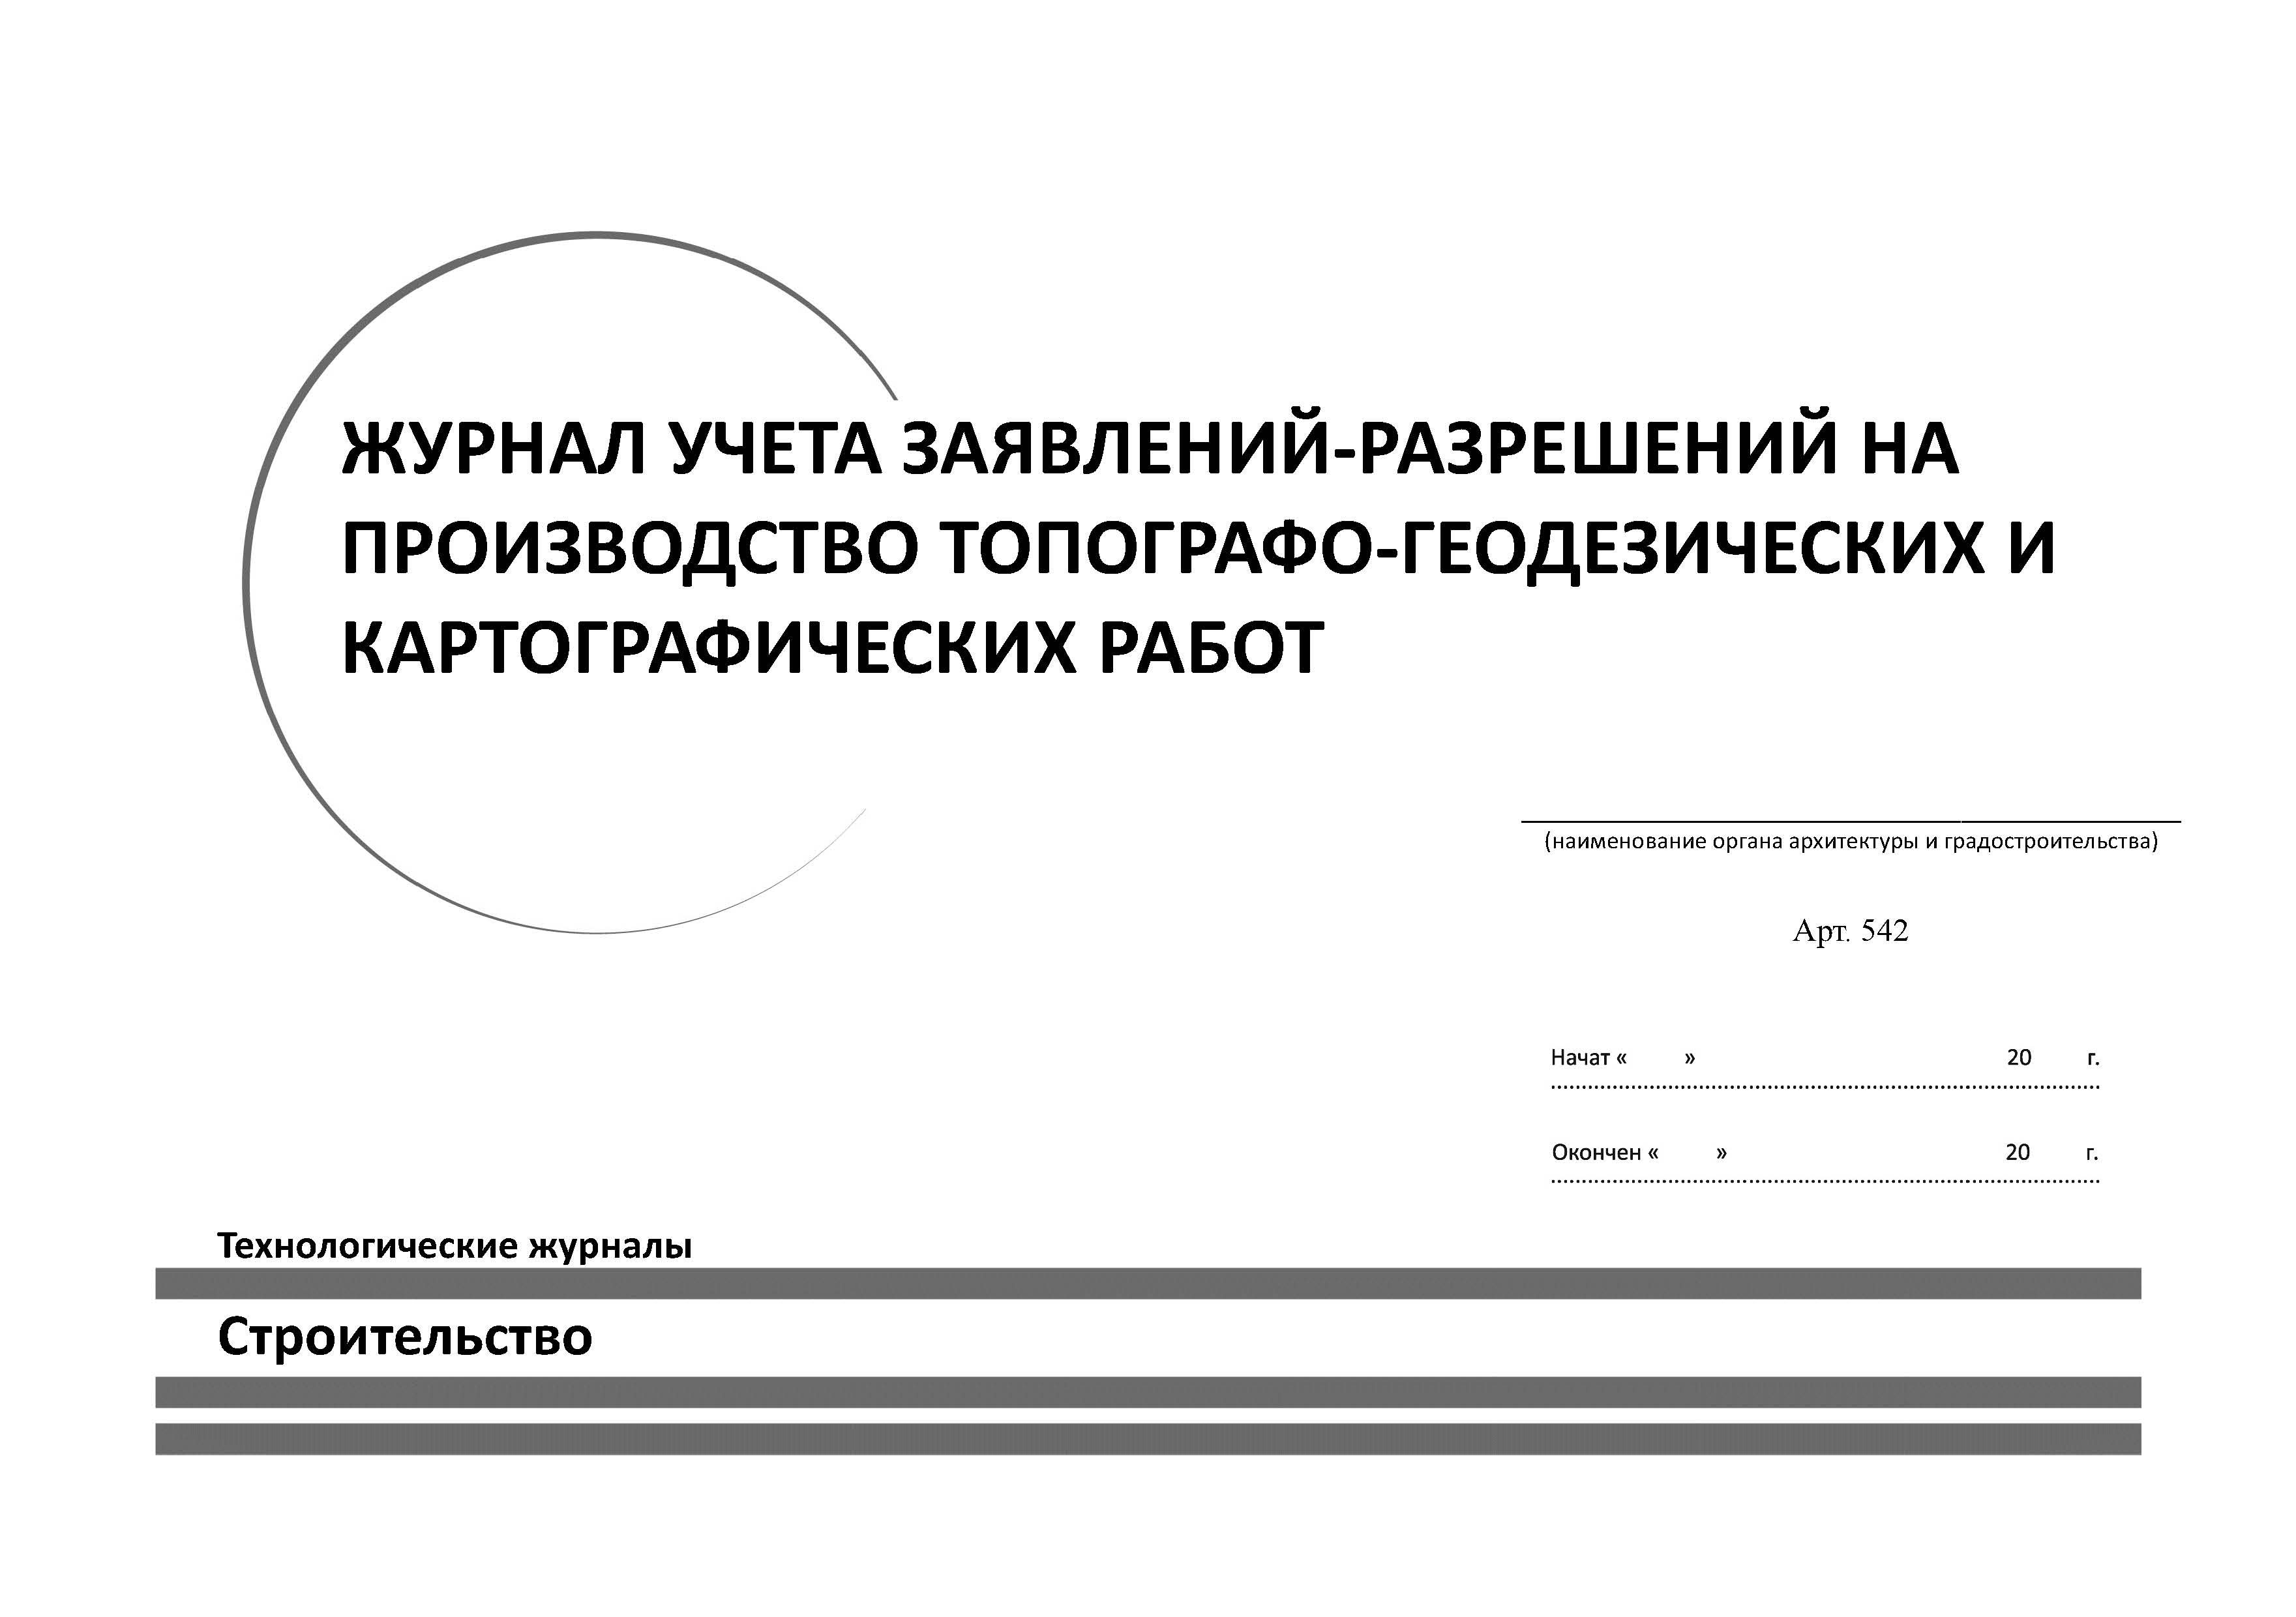 ЖУРНАЛ УЧЕТА ЗАЯВЛЕНИЙ-РАЗРЕШЕНИЙ НА
ПРОИЗВОДСТВО ТОПОГРАФО-ГЕОДЕЗИЧЕСКИХ И
КАРТОГРАФИЧЕСКИХ РАБОТ
(наименование органа архитектуры и градостроительства)
Арт. 542
Начат « » 20 г.
Окончен « » 20 г.
Технологические журналы
Строительство